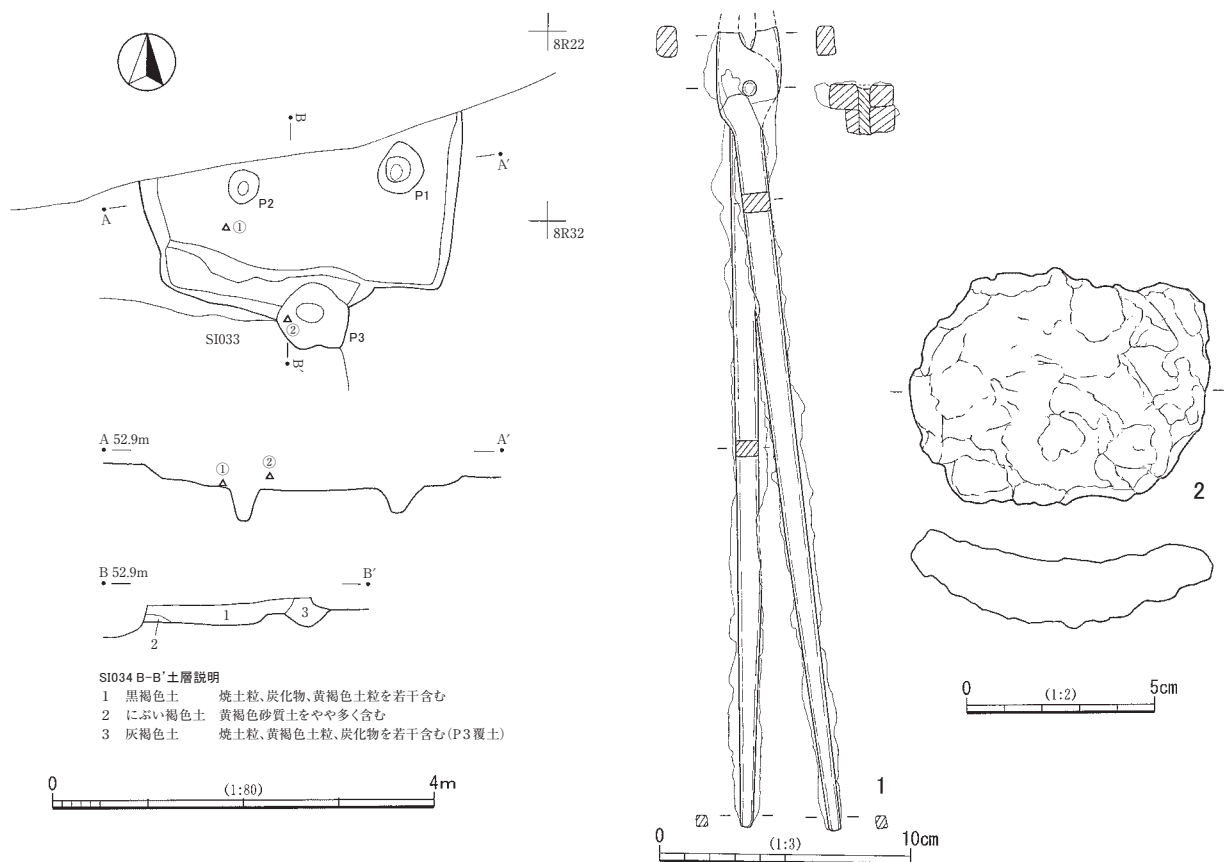 8R22
B
A'
P1
P2
A
①
8R32
②
P3
SI033
B'
A 52.9m
A'
①
②
B 52.9m
B'
1
3
2
SI034 B-B'土層説明
1 黒褐色土 焼土粒、炭化物、黄褐色土粒を若干含む
2 にぶい褐色土 黄褐色砂質土をやや多く含む
3 灰褐色土 焼土粒、黄褐色土粒、炭化物を若干含む(P3覆土)
0 (1:80) 4m
1
0 (1:3) 10cm
2
0 (1:2) 5cm